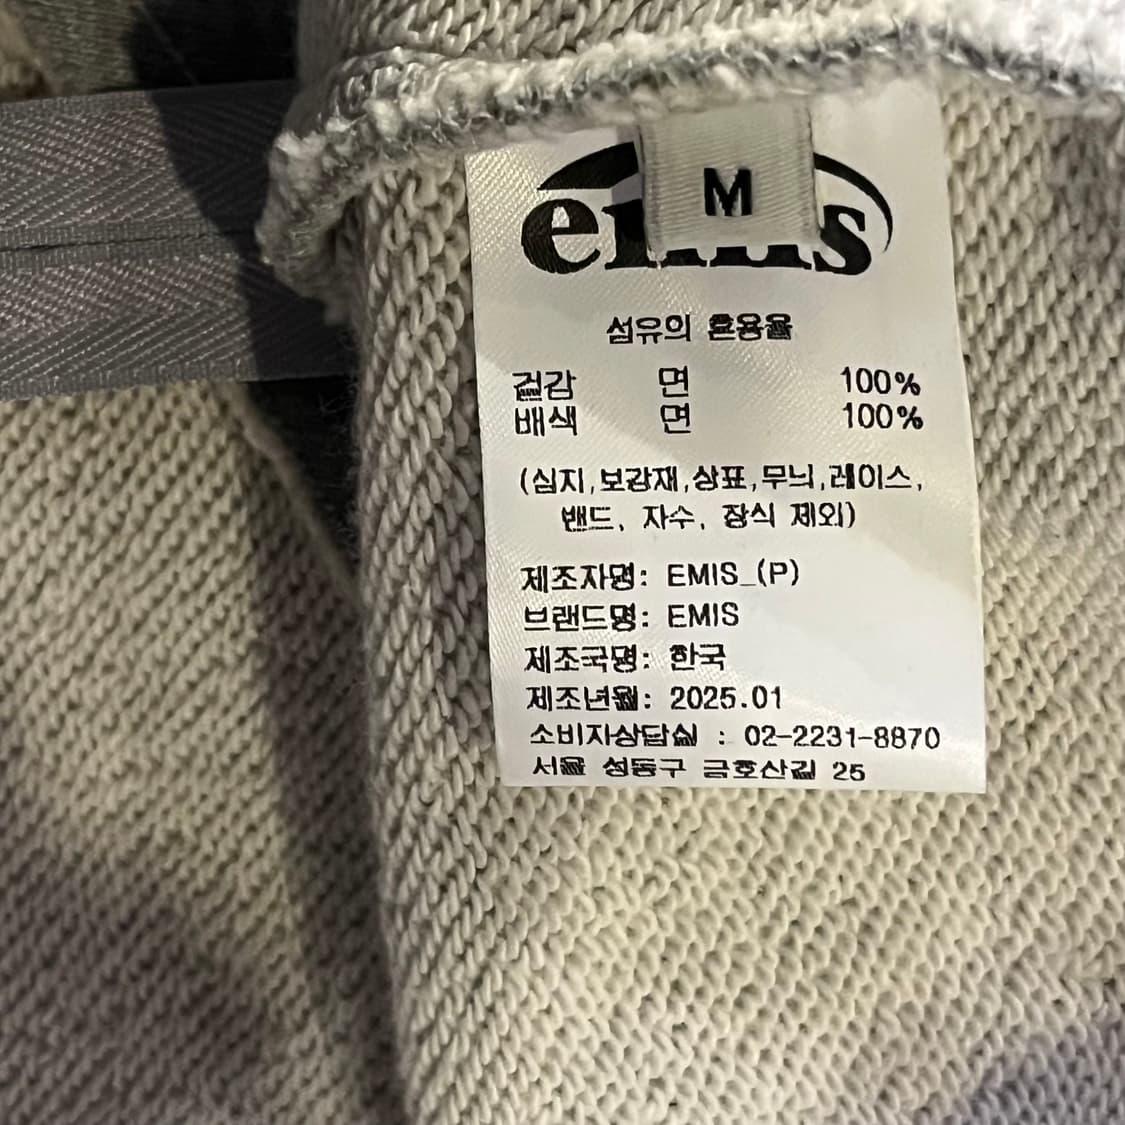 M
emis
섬유의 혼용율
겉감 면 100%
배색 면 100%
(심지,보강재,상표,무늬,레이스,
밴드, 자수, 장식 제외)
제조자명: EMIS_(P)
브랜드명: EMIS
제조국명: 한국
제조년월: 2025.01
소비자상담실 : 02-2231-8870
서울 성동구 금호산길 25